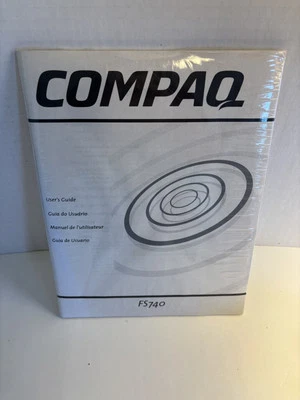 COMPAQ
User's Guide
Guia do Usuário
Manuel de l'utilisateur
Guía de Usuario
FS740